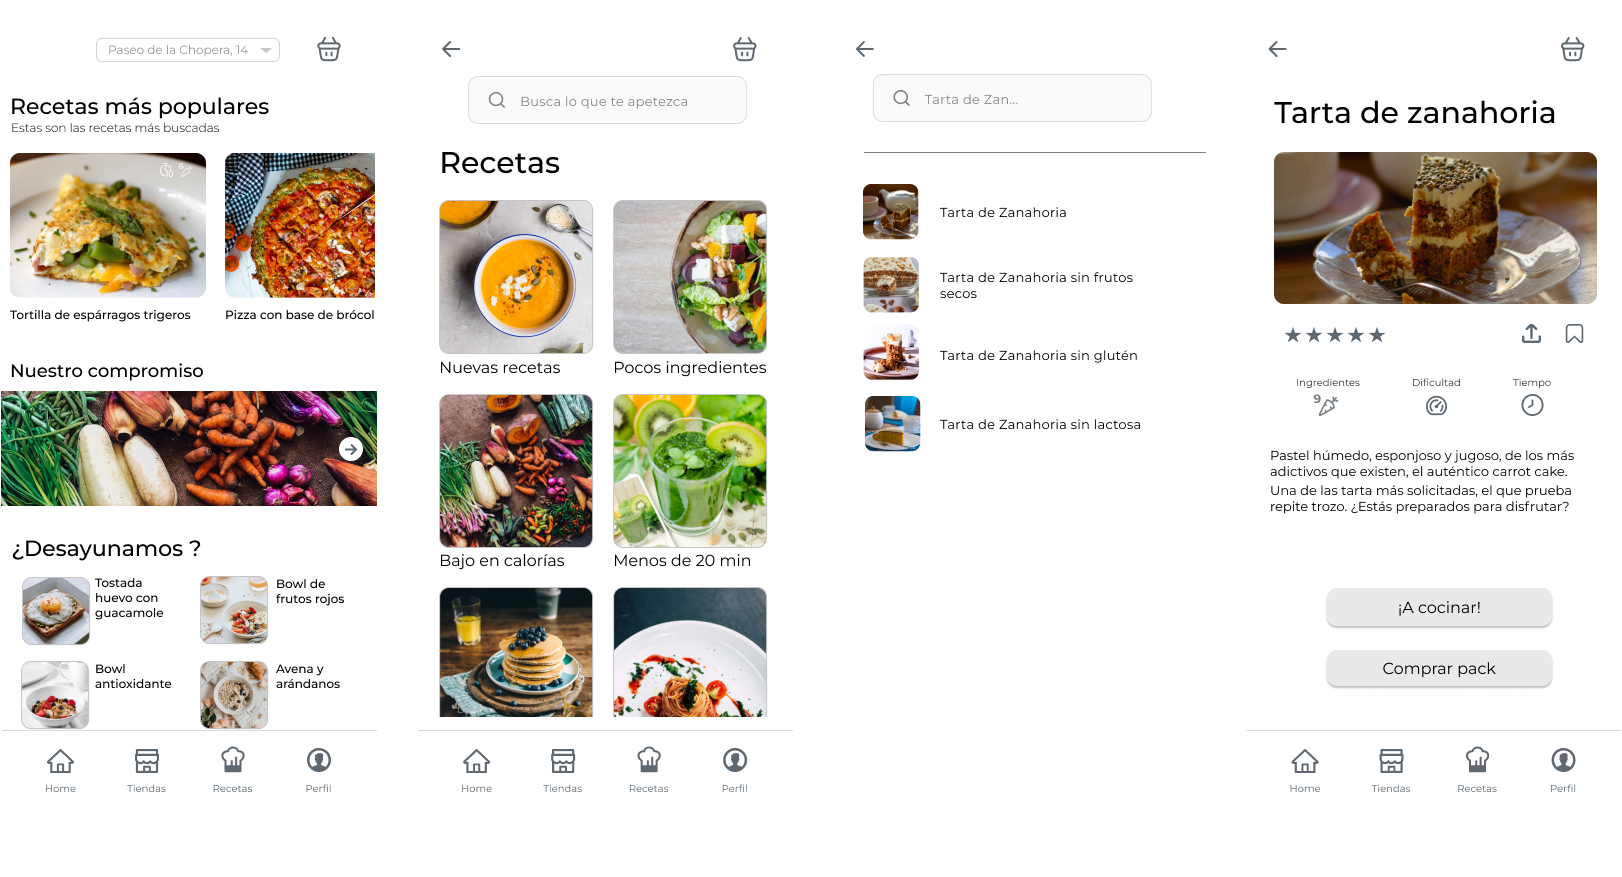 Paseo de la Chopera, 14
Recetas más populares
Estas son las recetas más buscadas
6
Tortilla de espárragos trigeros
Pizza con base de brócol
Nuestro compromiso
¿Desayunamos ?
Tostada
huevo con
guacamole
Bowl de
frutos rojos
Bowl
antioxidante
Avena y
arándanos
Home
Tiendas
Recetas
Perfil
Busca lo que te apetezca
Recetas
Nuevas recetas
Pocos ingredientes
Bajo en calorías
Menos de 20 min
Home
Tiendas
Recetas
Perfil
Tarta de Zan...
Tarta de Zanahoria
Tarta de Zanahoria sin frutos
secos
Tarta de Zanahoria sin glutén
Tarta de Zanahoria sin lactosa
Tarta de zanahoria
Ingredientes
Dificultad
Tiempo
9
Pastel húmedo, esponjoso y jugoso, de los más
adictivos que existen, el auténtico carrot cake.
Una de las tarta más solicitadas, el que prueba
repite trozo. ¿Estás preparados para disfrutar?
¡A cocinar!
Comprar pack
Home
Tiendas
Recetas
Perfil